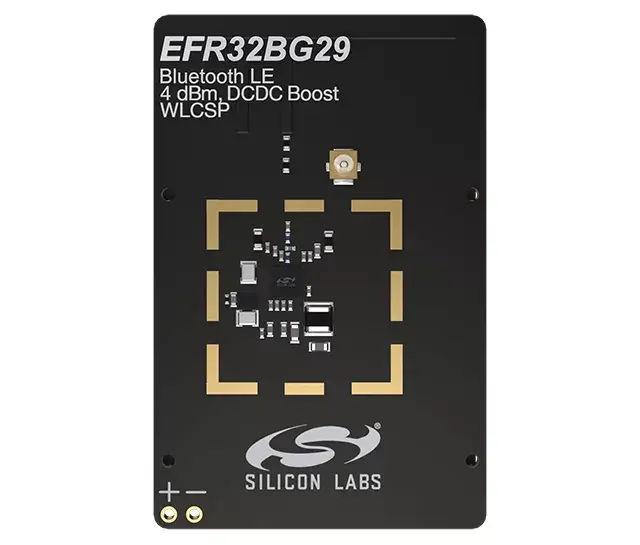 EFR32BG29
Bluetooth LE
4 dBm, DCDC Boost
WLCSP
®
SILICON LABS
+ −